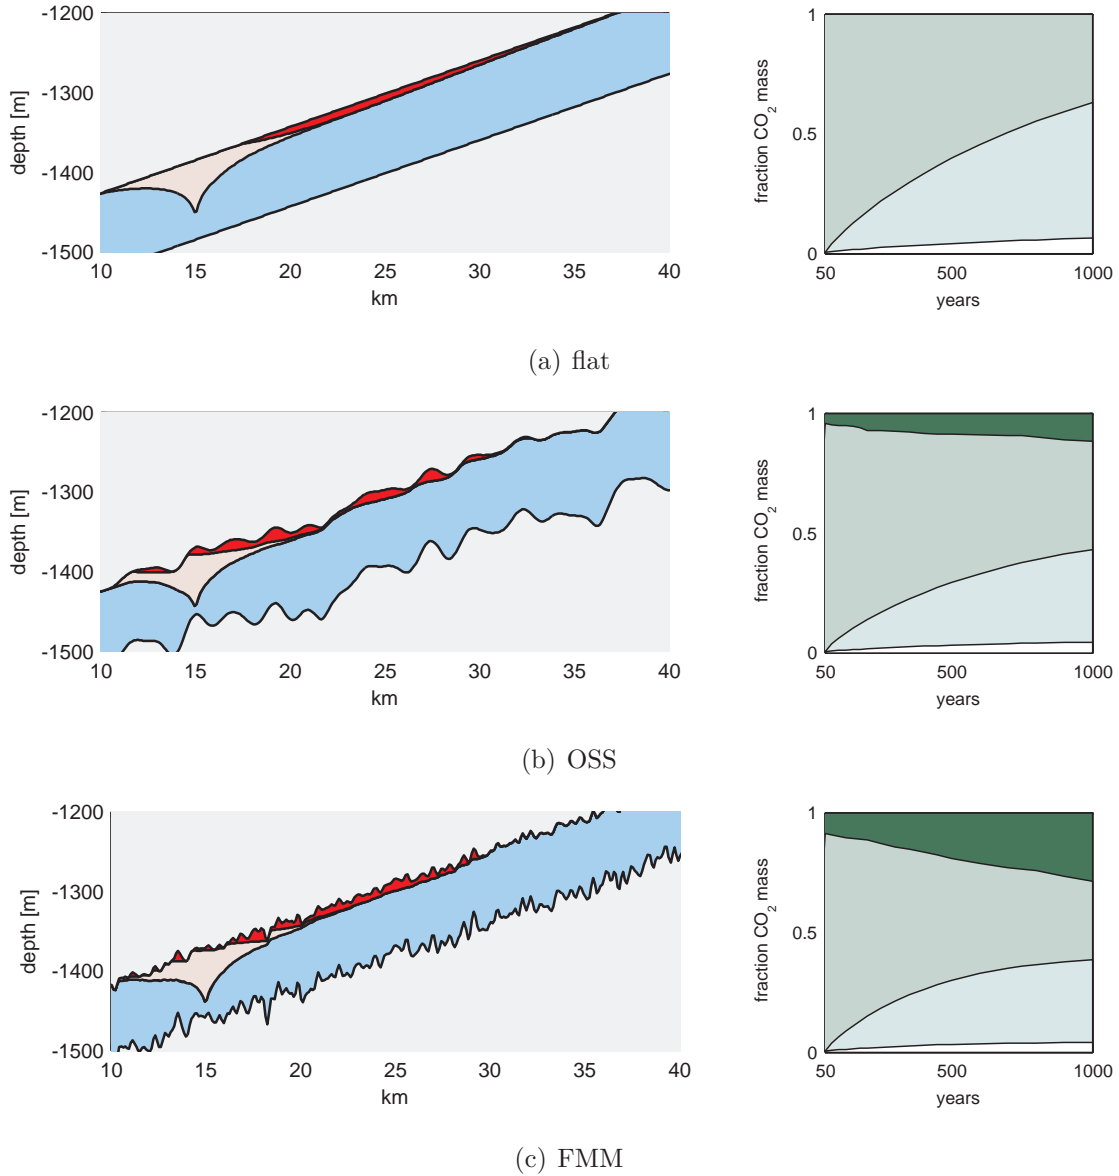 -1200
-1300
-1400
-1500
depth [m]
10 15 20 25 30 35 40
km
1
0.5
0
fraction CO2 mass
50 500 1000
years
(a) flat
-1200
-1300
-1400
-1500
depth [m]
10 15 20 25 30 35 40
km
1
0.5
0
fraction CO2 mass
50 500 1000
years
(b) OSS
-1200
-1300
-1400
-1500
depth [m]
10 15 20 25 30 35 40
km
1
0.5
0
fraction CO2 mass
50 500 1000
years
(c) FMM